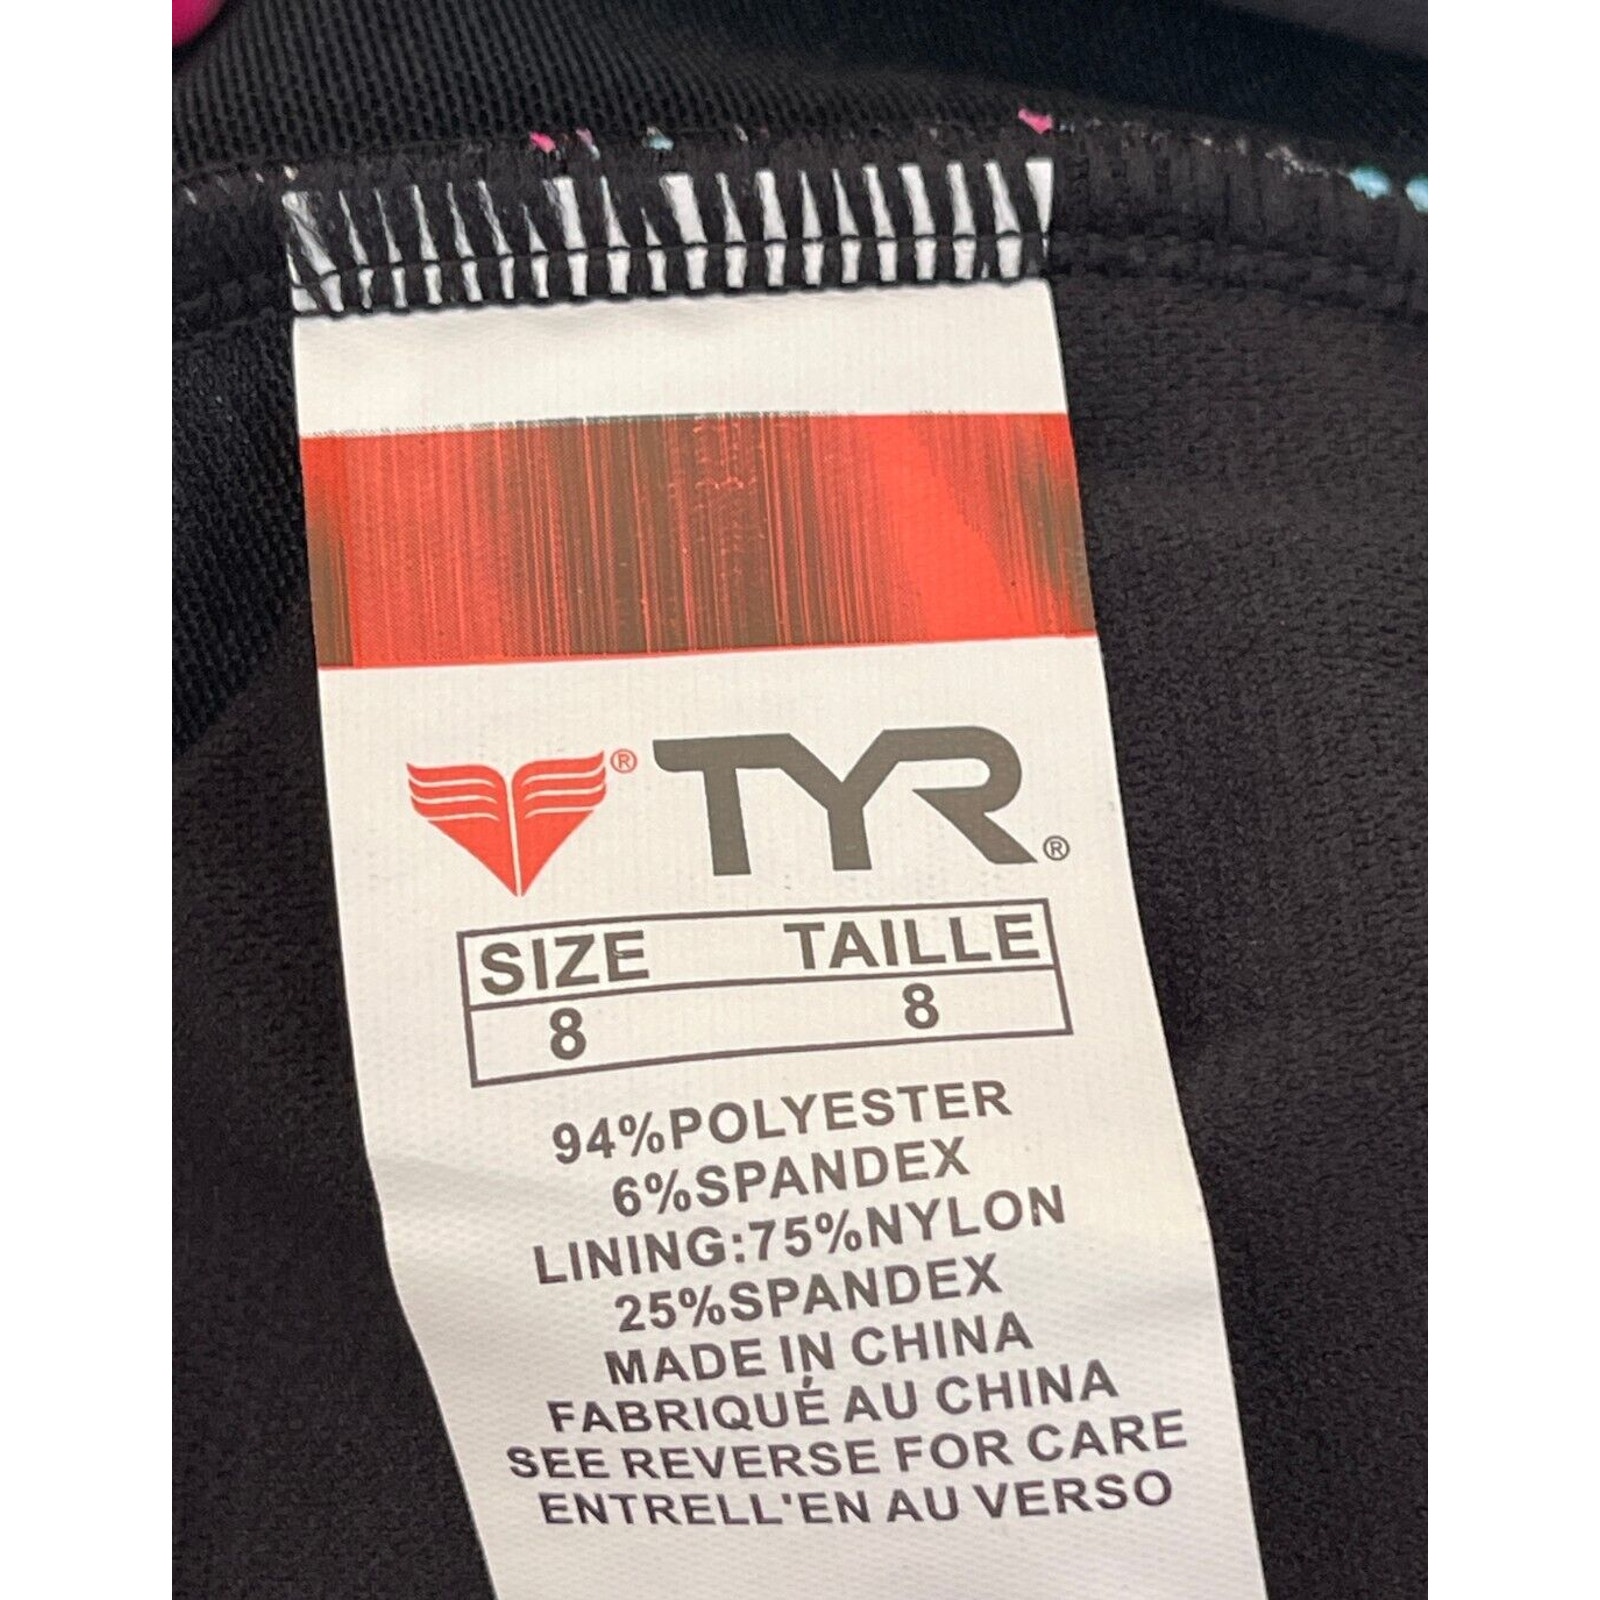 ® TYR®
SIZE TAILLE
8 8
94%POLYESTER
6%SPANDEX
LINING:75%NYLON
25%SPANDEX
MADE IN CHINA
FABRIQUÉ AU CHINA
SEE REVERSE FOR CARE
ENTRELL'EN AU VERSO